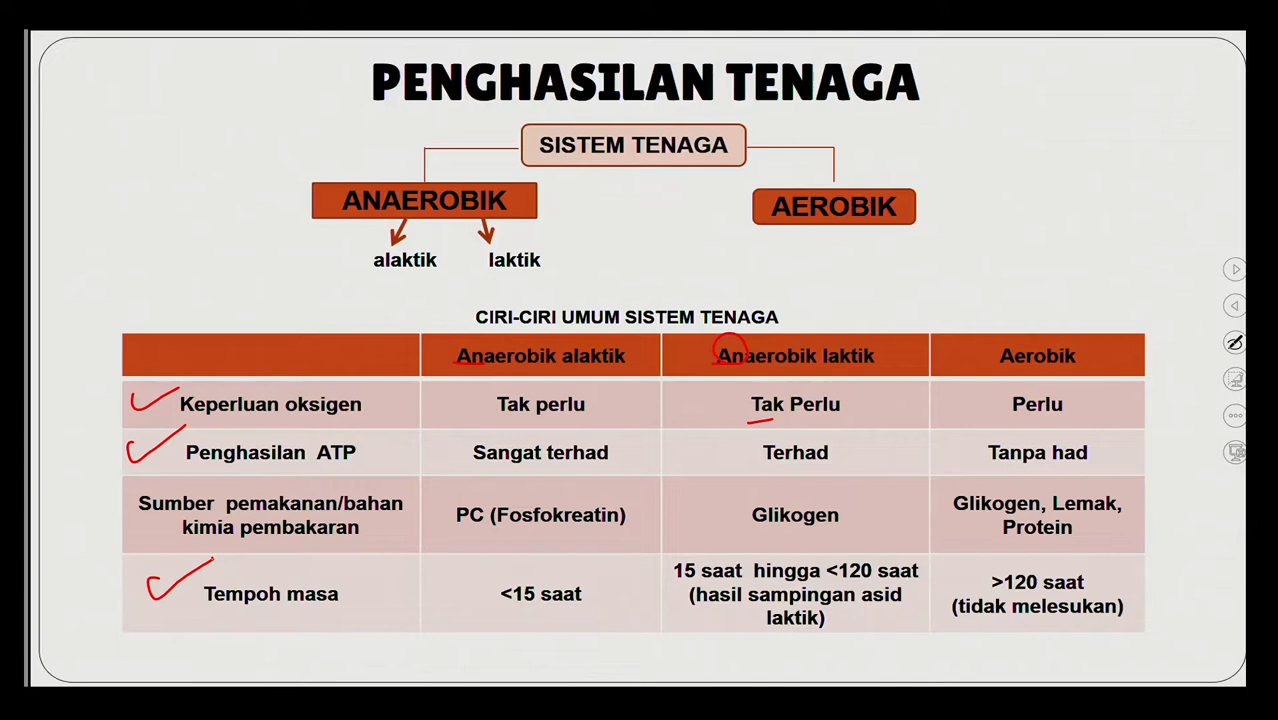 PENGHASILAN TENAGA
SISTEM TENAGA
ANAEROBIK
AEROBIK
alaktik
laktik
CIRI-CIRI UMUM SISTEM TENAGA
Anaerobik alaktik
Anaerobik laktik
Aerobik
Keperluan oksigen
Tak perlu
Tak Perlu
Perlu
Penghasilan ATP
Sangat terhad
Terhad
Tanpa had
Sumber pemakanan/bahan
kimia pembakaran
PC (Fosfokreatin)
Glikogen
Glikogen, Lemak,
Protein
Tempoh masa
<15 saat
15 saat hingga <120 saat
(hasil sampingan asid
laktik)
>120 saat
(tidak melesukan)